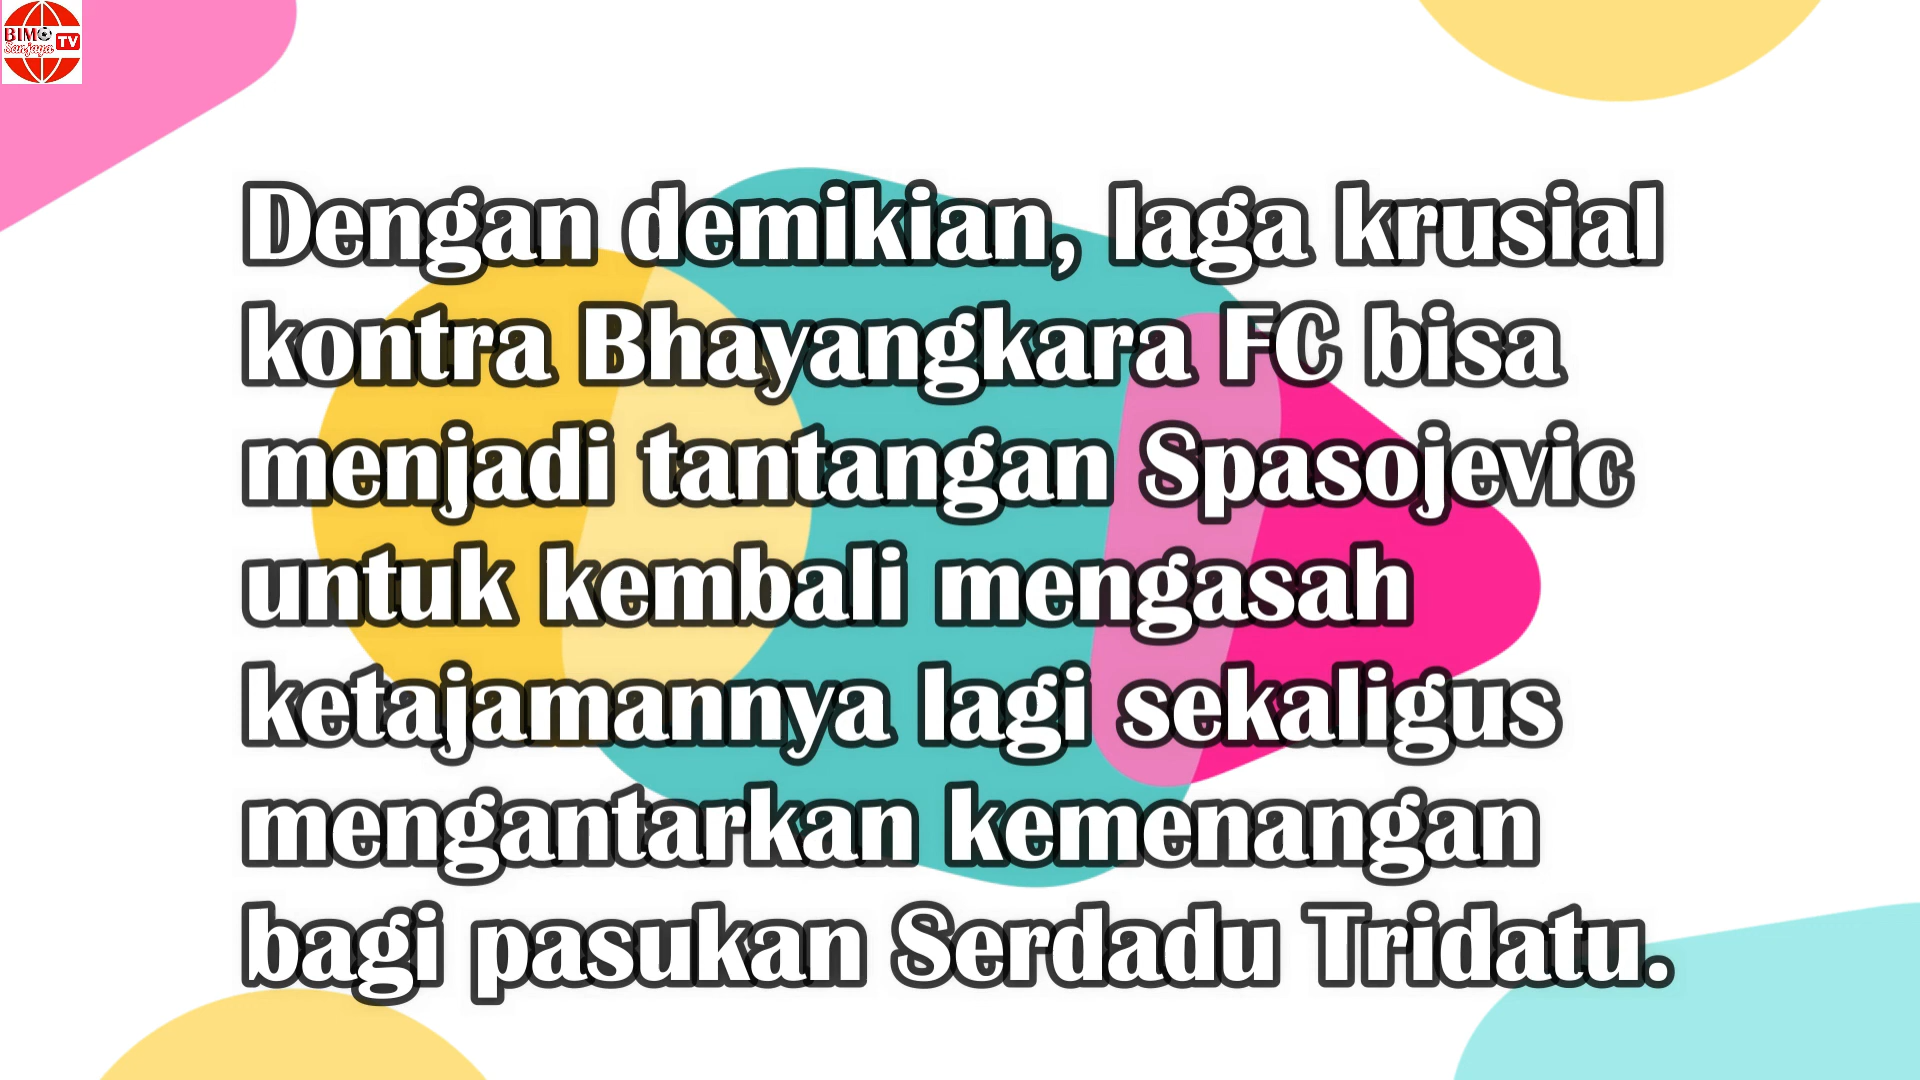 BIMO
Sanjaya TV
Dengan demikian, laga krusial
kontra Bhayangkara FC bisa
menjadi tantangan Spasojevic
untuk kembali mengasah
ketajamannya lagi sekaligus
mengantarkan kemenangan
bagi pasukan Serdadu Tridatu.